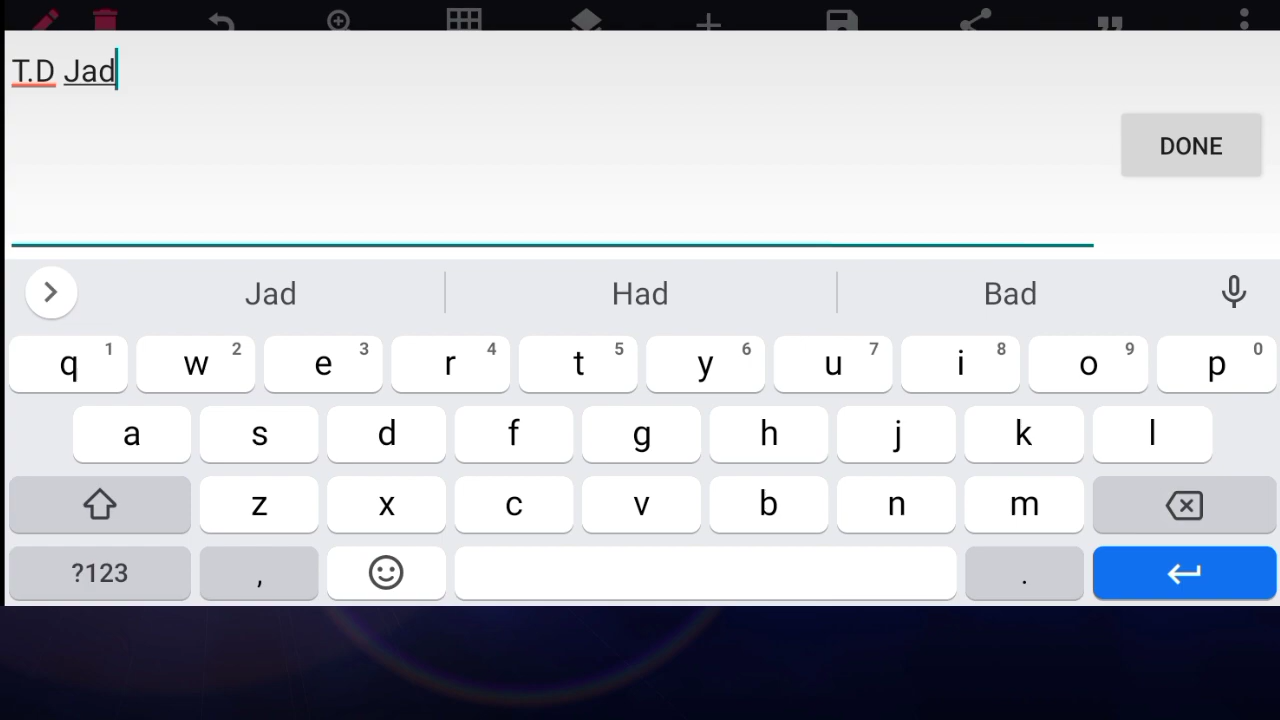 T.D Jad
DONE
Jad Had Bad
q 1 w 2 e 3 r 4 t 5 y 6 u 7 i 8 o 9 p 0
a s d f g h j k l
z x c v b n m
?123 , .